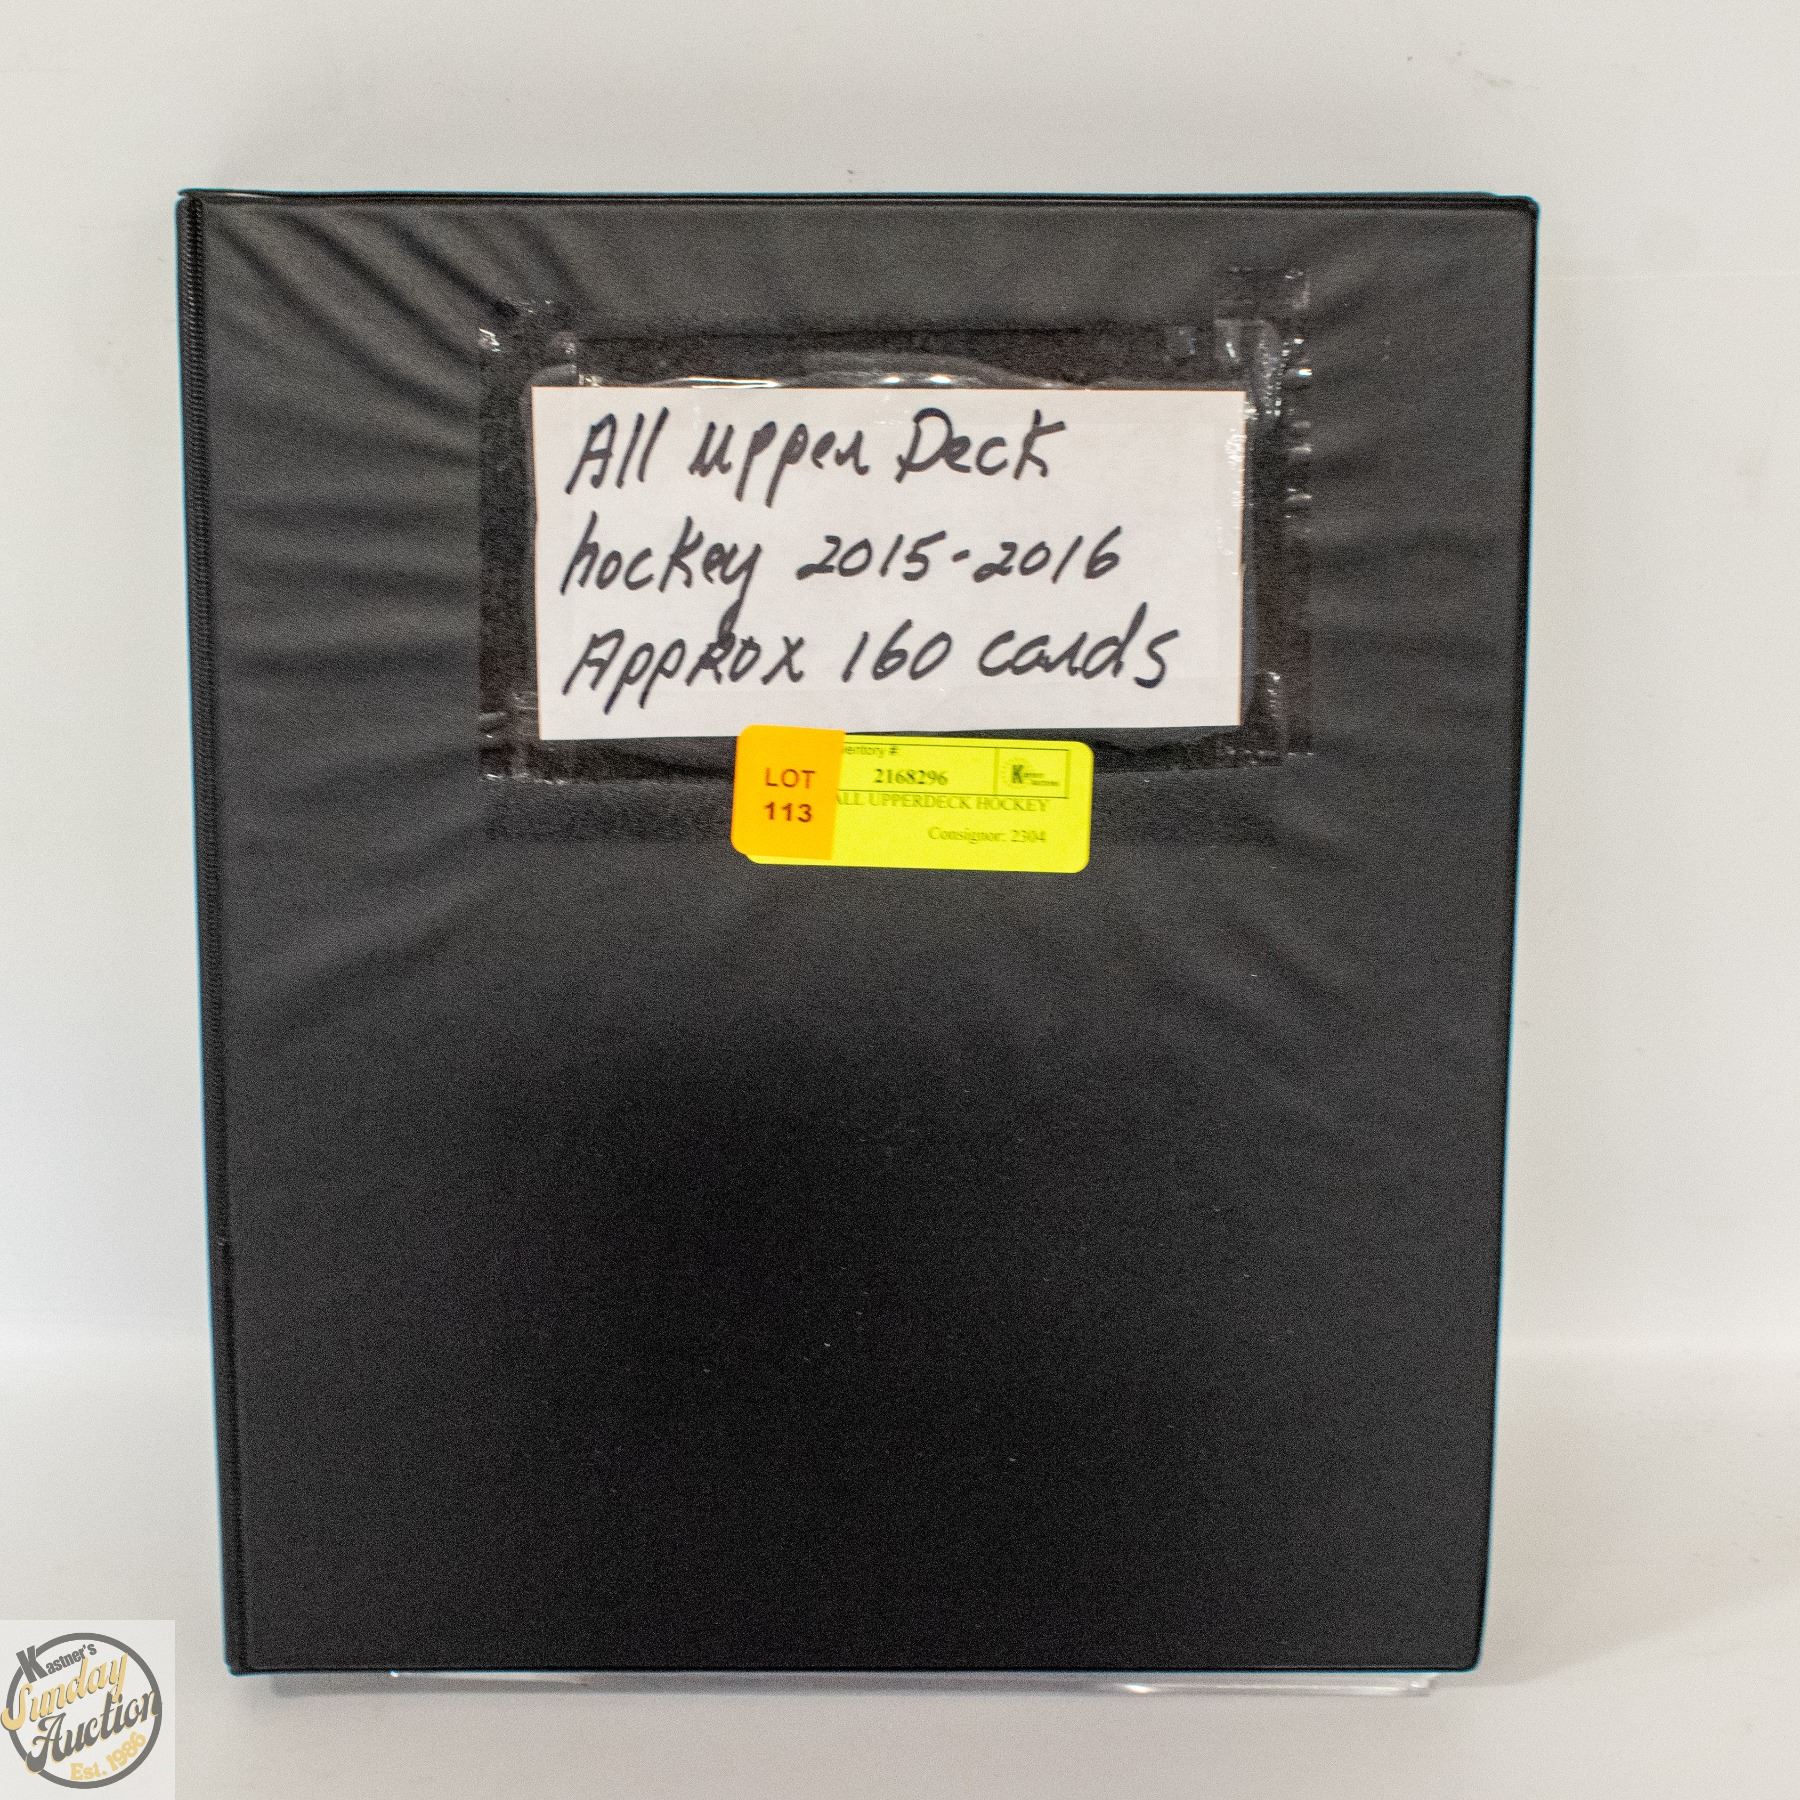 All upper Deck
hockey 2015-2016
Approx 160 cards
LOT
113
entory #
2168296
ALL UPPERDECK HOCKEY
Consignor: 2304
Kastner's
Sunday
Auction
Est. 1986